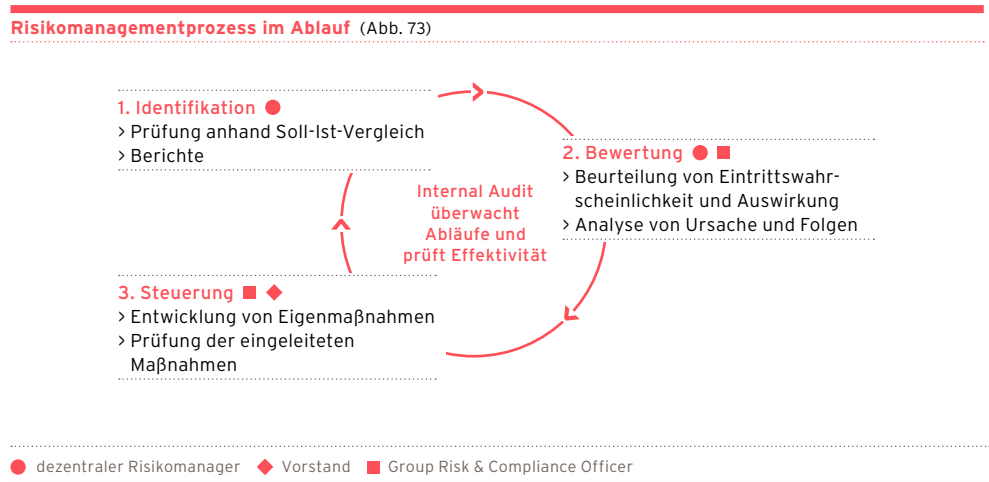 Risikomanagementprozess im Ablauf (Abb. 73)
1. Identifikation
> Prüfung anhand Soll-Ist-Vergleich
> Berichte
2. Bewertung
> Beurteilung von Eintrittswahr-
scheinlichkeit und Auswirkung
> Analyse von Ursache und Folgen
Internal Audit
überwacht
Abläufe und
prüft Effektivität
3. Steuerung
> Entwicklung von Eigenmaßnahmen
> Prüfung der eingeleiteten
Maßnahmen
dezentraler Risikomanager Vorstand Group Risk & Compliance Officer